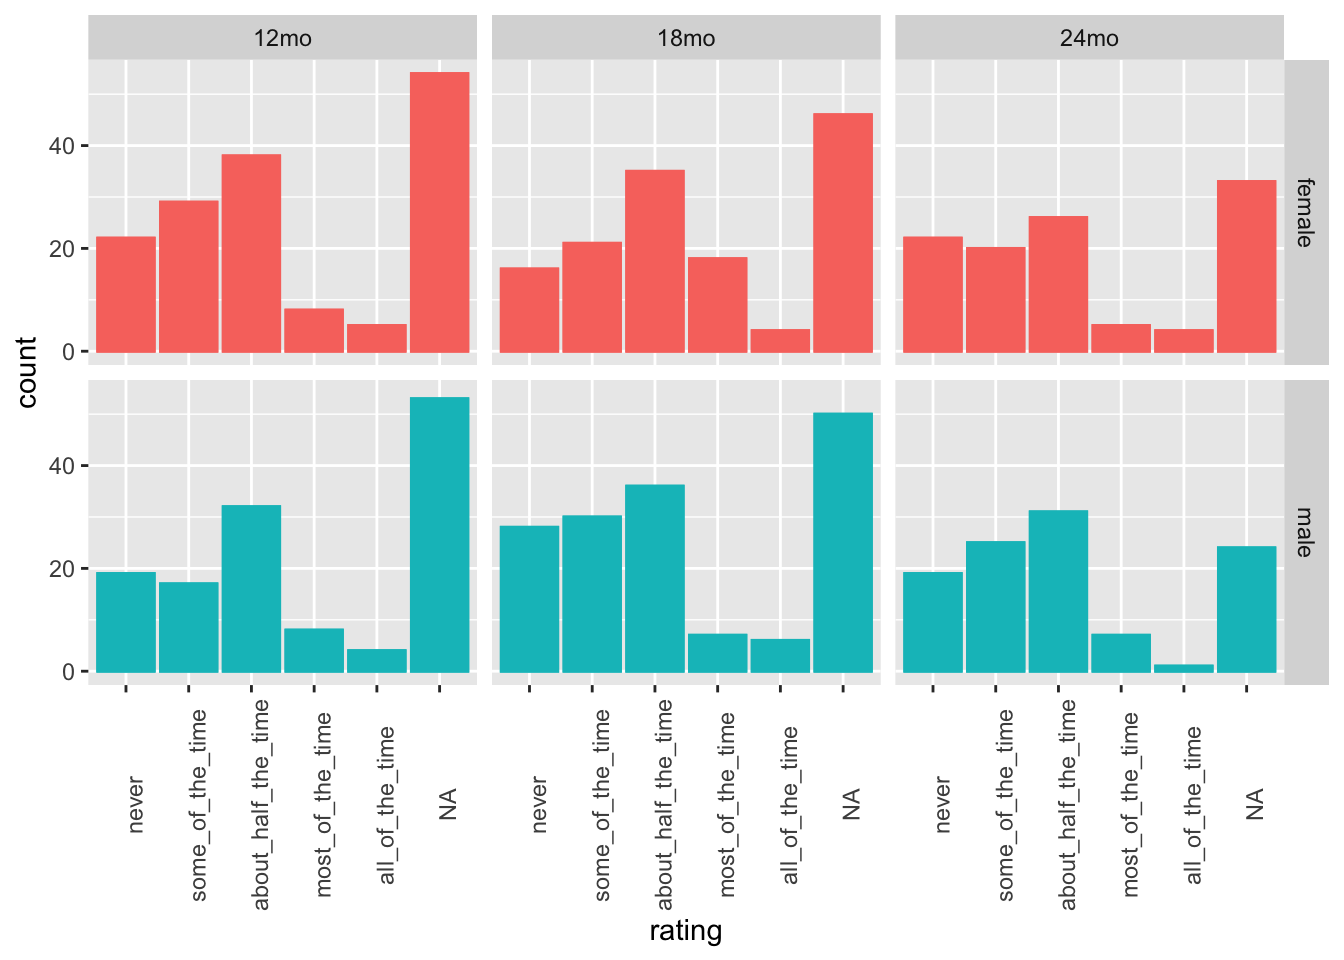 12mo
18mo
24mo
count
40
20
0
female
40
20
0
male
never
some_of_the_time
about_half_the_time
most_of_the_time
all_of_the_time
NA
never
some_of_the_time
about_half_the_time
most_of_the_time
all_of_the_time
NA
never
some_of_the_time
about_half_the_time
most_of_the_time
all_of_the_time
NA
rating